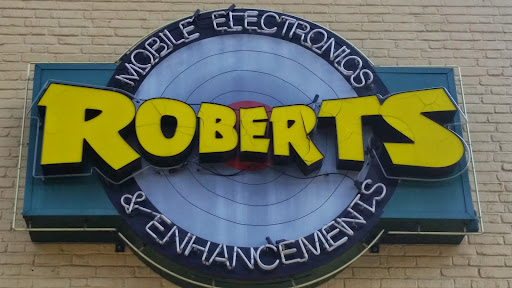 MOBILE ELECTRONICS
ROBERTS
& ENHANCEMENTS